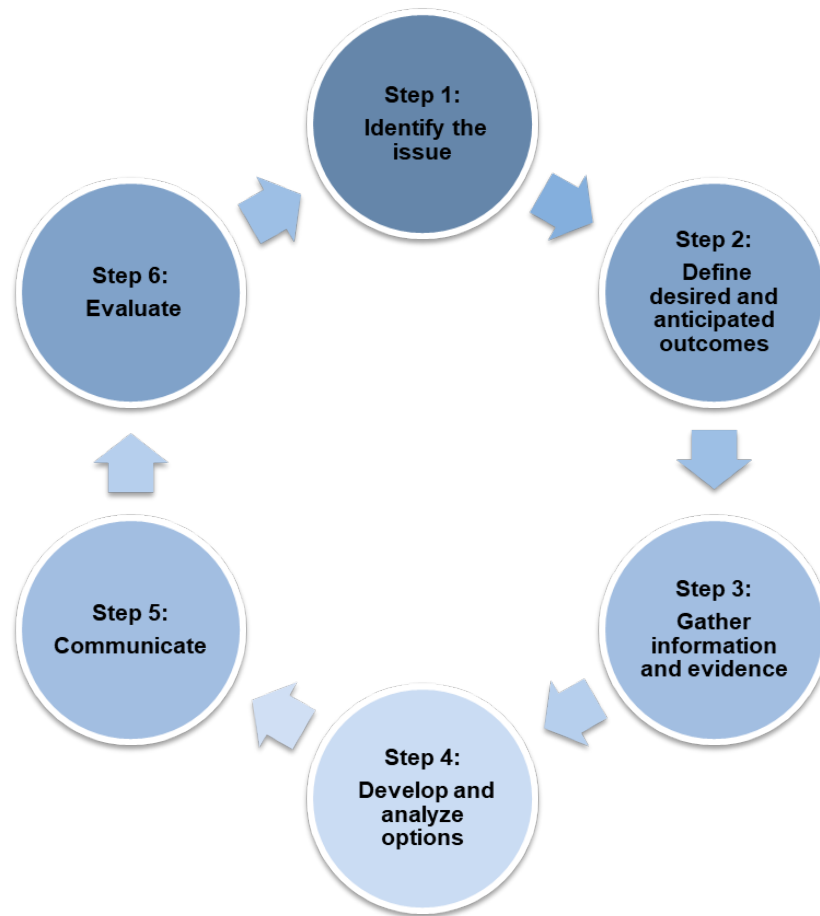 Step 1:
Identify the
issue
Step 2:
Define
desired and
anticipated
outcomes
Step 3:
Gather
information
and evidence
Step 4:
Develop and
analyze
options
Step 5:
Communicate
Step 6:
Evaluate